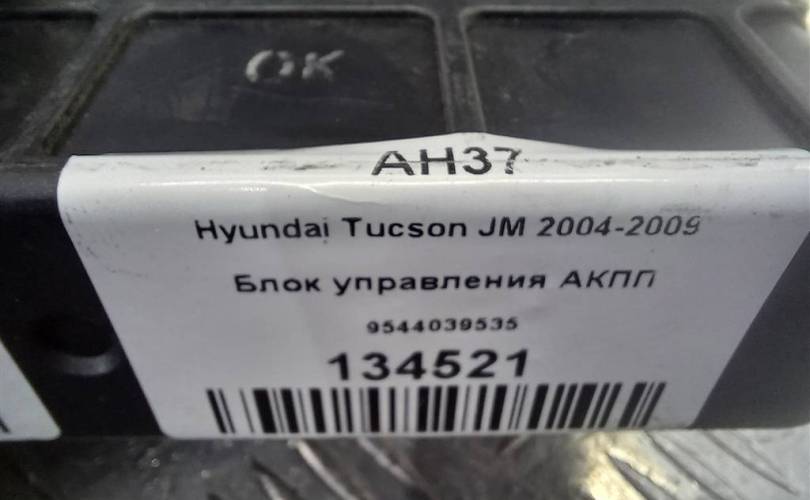 OK
AH37
Hyundai Tucson JM 2004-2009
Блок управления АКПП
9544039535
134521